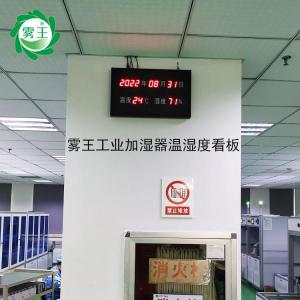 雾王
2022年08月31日
温度24℃ 湿度71%
雾王工业加湿器温湿度看板
禁止堆放
消火栓